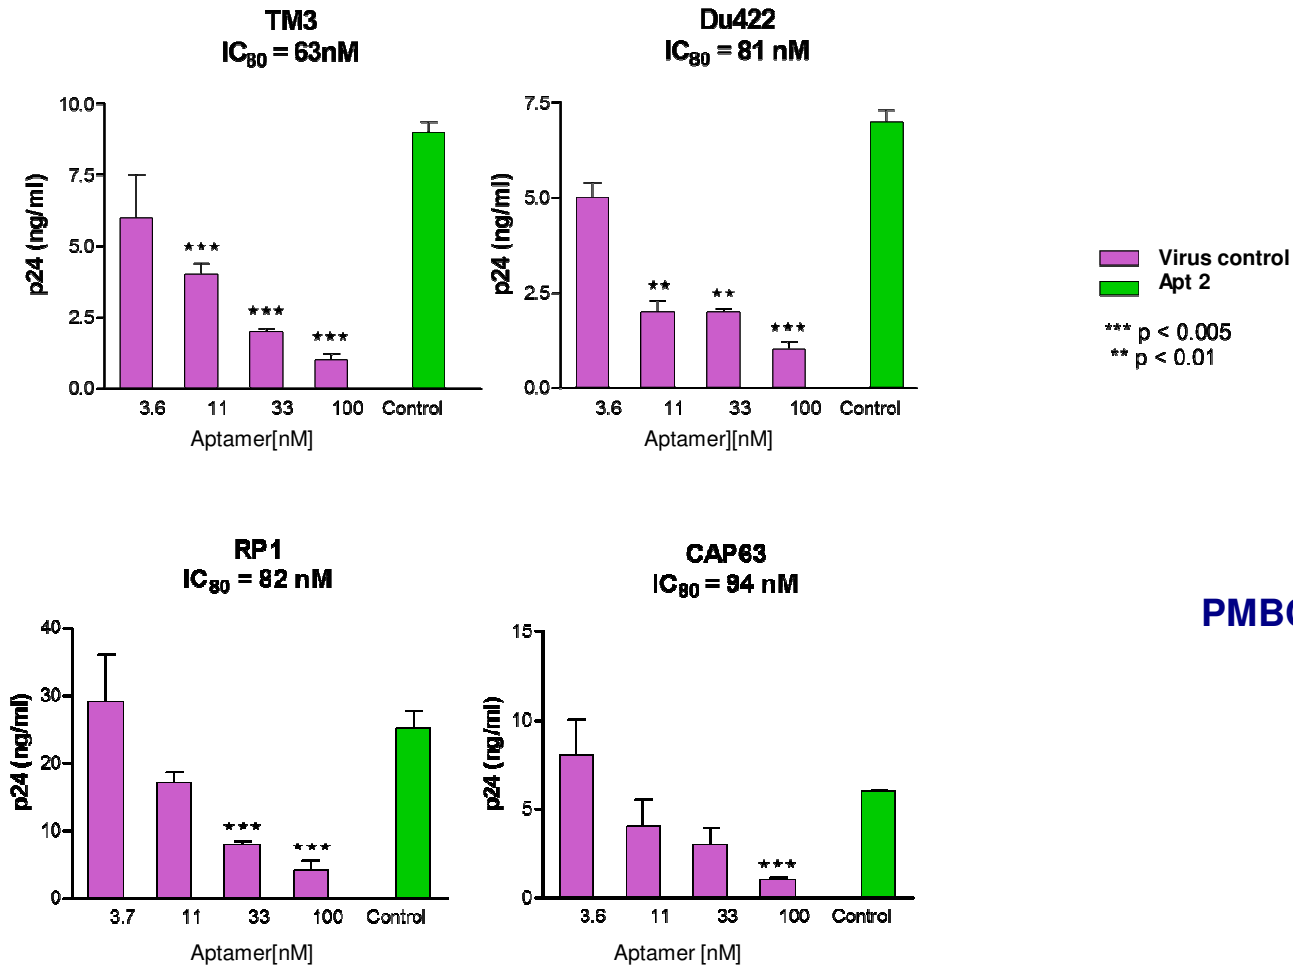 TM3
IC80 = 63nM
p24 (ng/ml)
10.0
7.5
5.0
2.5
0.0
***
***
***
3.6 11 33 100 Control
Aptamer[nM]
Du422
IC80 = 81 nM
p24 (ng/ml)
7.5
5.0
2.5
0.0
**
**
***
3.6 11 33 100 Control
Aptamer][nM]
Virus control
Apt 2
*** p < 0.005
** p < 0.01
RP1
IC80 = 82 nM
p24 (ng/ml)
40
30
20
10
0
***
***
3.7 11 33 100 Control
Aptamer[nM]
CAP63
IC80 = 94 nM
p24 (ng/ml)
15
10
5
0
***
3.6 11 33 100 Control
Aptamer [nM]